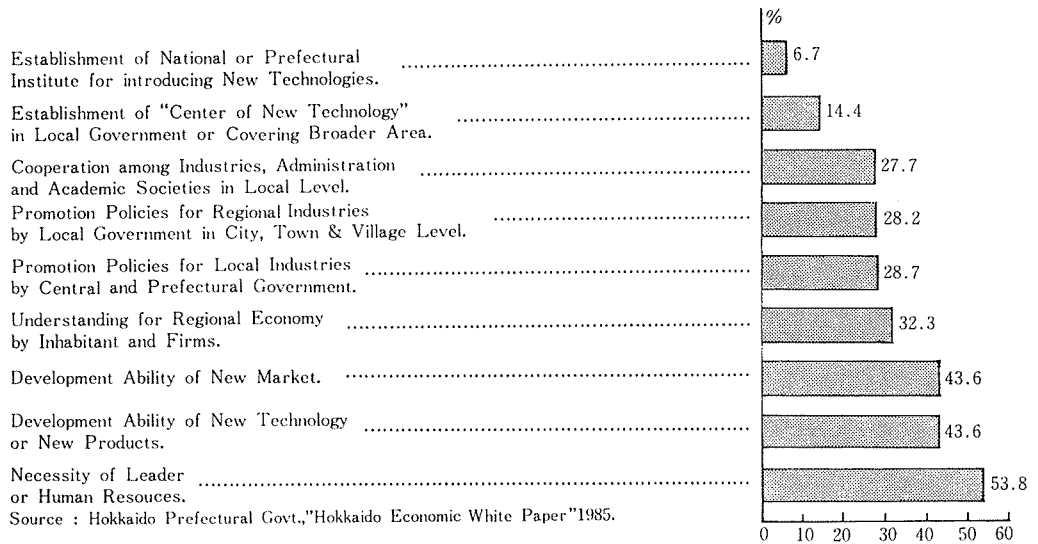 %
Establishment of National or Prefectural
Institute for introducing New Technologies.
6.7
Establishment of "Center of New Technology"
in Local Government or Covering Broader Area.
14.4
Cooperation among Industries, Administration
and Academic Societies in Local Level.
27.7
Promotion Policies for Regional Industries
by Local Government in City, Town & Village Level.
28.2
Promotion Policies for Local Industries
by Central and Prefectural Government.
28.7
Understanding for Regional Economy
by Inhabitant and Firms.
32.3
Development Ability of New Market.
43.6
Development Ability of New Technology
or New Products.
43.6
Necessity of Leader
or Human Resouces.
53.8
Source : Hokkaido Prefectural Govt.,"Hokkaido Economic White Paper"1985.
0 10 20 30 40 50 60